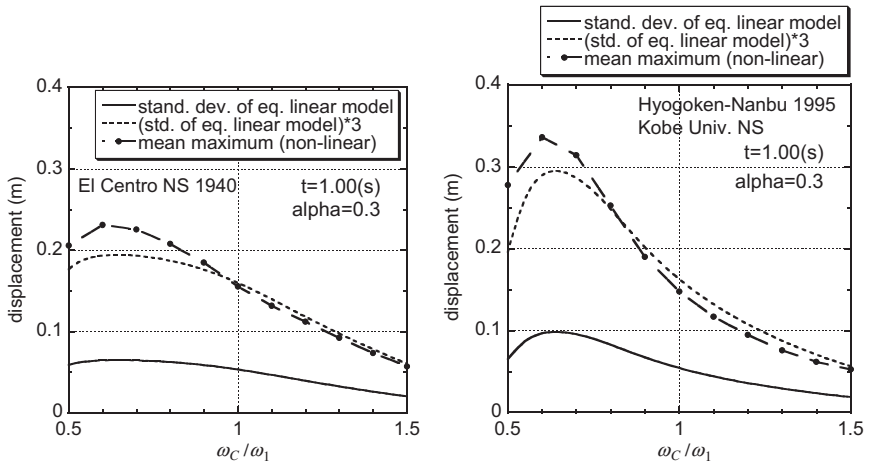 stand. dev. of eq. linear model
(std. of eq. linear model)*3
mean maximum (non-linear)
El Centro NS 1940
t=1.00(s)
alpha=0.3
displacement (m)
0.4
0.3
0.2
0.1
0
0.5
1
1.5
ω_C/ω_1
stand. dev. of eq. linear model
(std. of eq. linear model)*3
mean maximum (non-linear)
Hyogoken-Nanbu 1995
Kobe Univ. NS
t=1.00(s)
alpha=0.3
displacement (m)
0.4
0.3
0.2
0.1
0
0.5
1
1.5
ω_C/ω_1